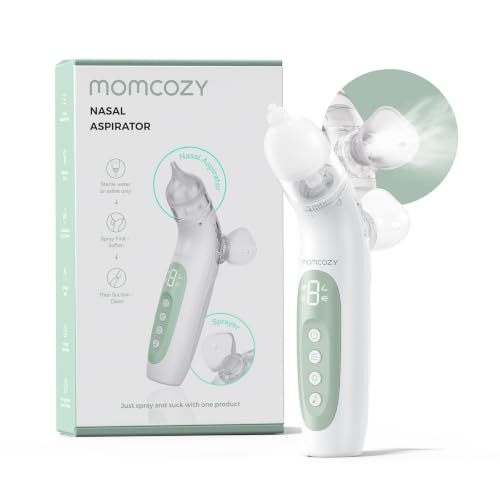 momcozy
NASAL
ASPIRATOR
Nasal Aspirator
Sterile water
or saline only
Spray First -
Soften
Then Suction -
Clean
Sprayer
Just spray and suck with one product
momcozy
8